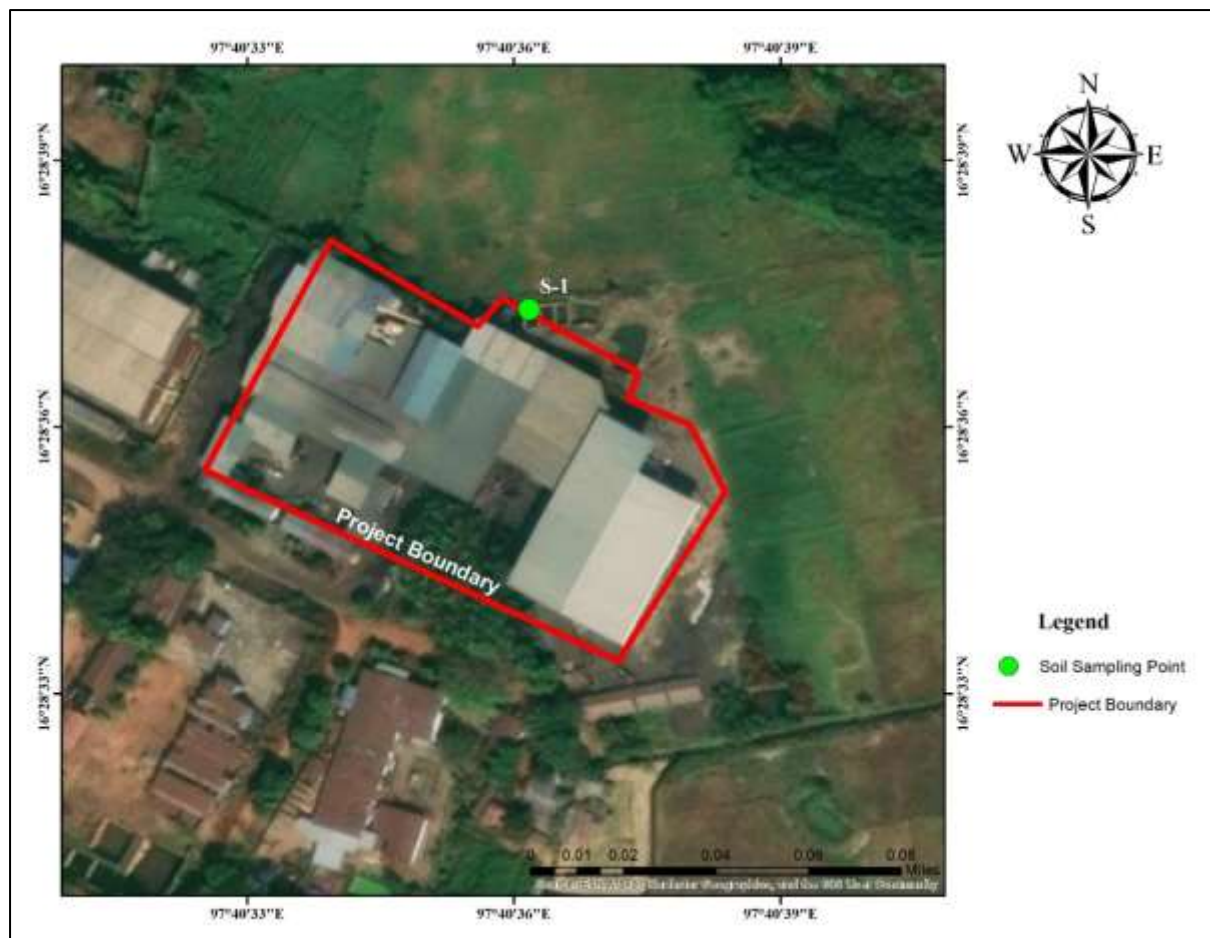 97°40'33"E 97°40'36"E 97°40'39"E
N
W E
S
16°28'39"N 16°28'39"N
S-1
16°28'36"N 16°28'36"N
Project Boundary
Legend
Soil Sampling Point
Project Boundary
16°28'33"N 16°28'33"N
0 0.01 0.02 0.04 0.06 0.08
Miles
97°40'33"E 97°40'36"E 97°40'39"E